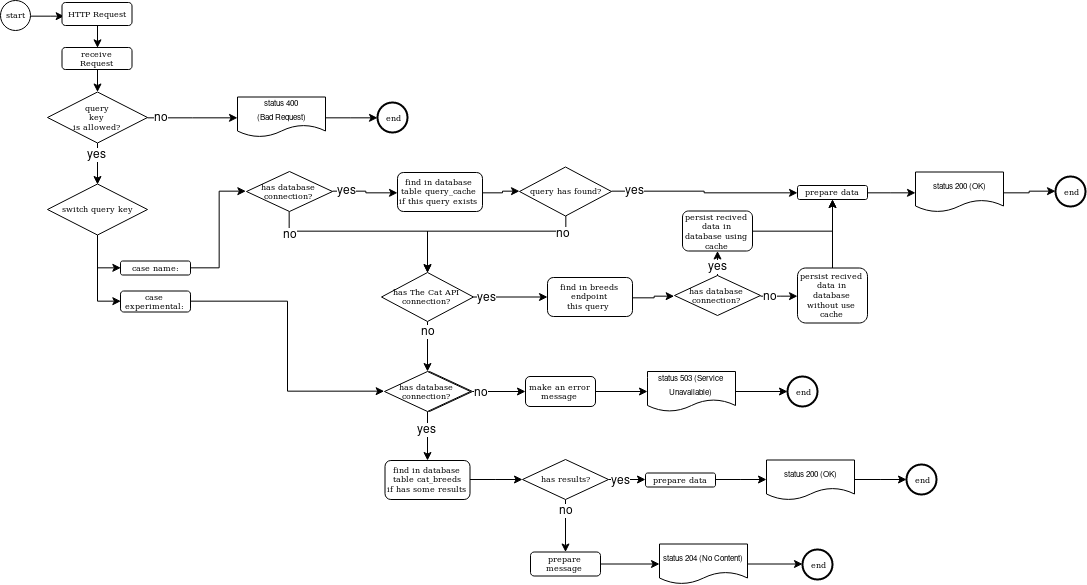 start
HTTP Request
receive
Request
query
key
is allowed?
no
status 400
(Bad Request)
end
yes
switch query key
case name:
case
experimental:
has database
connection?
yes
find in database
table query_cache
if this query exists
query has found?
yes
prepare data
status 200 (OK)
end
no
no
persist recived
data in
database using
cache
yes
has The Cat API
connection?
yes
find in breeds
endpoint
this query
has database
connection?
no
persist recived
data in
database
without use
cache
no
has database
connection?
no
make an error
message
status 503 (Service
Unavailable)
end
yes
find in database
table cat_breeds
if has some results
has results?
yes
prepare data
status 200 (OK)
end
no
prepare
message
status 204 (No Content)
end